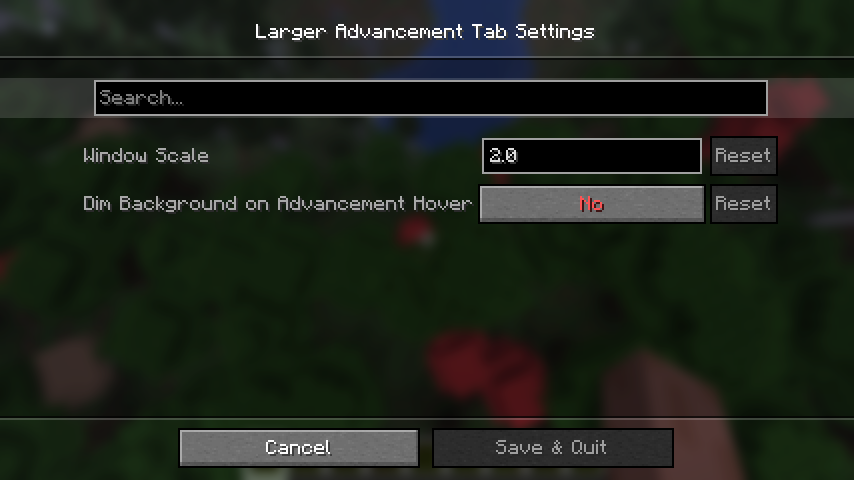 Larger Advancement Tab Settings
Search...
Window Scale 2.0 Reset
Dim Background on Advancement Hover No Reset
Cancel Save & Quit